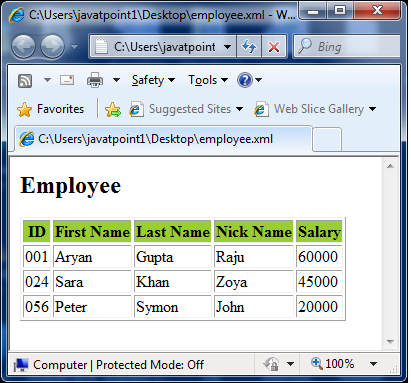 C:\Users\javatpoint1\Desktop\employee.xml - W...
C:\Users\javatpoint
Bing
Safety Tools
Favorites Suggested Sites Web Slice Gallery
C:\Users\javatpoint1\Desktop\employee.xml
Employee
ID First Name Last Name Nick Name Salary
001 Aryan Gupta Raju 60000
024 Sara Khan Zoya 45000
056 Peter Symon John 20000
Computer | Protected Mode: Off 100%